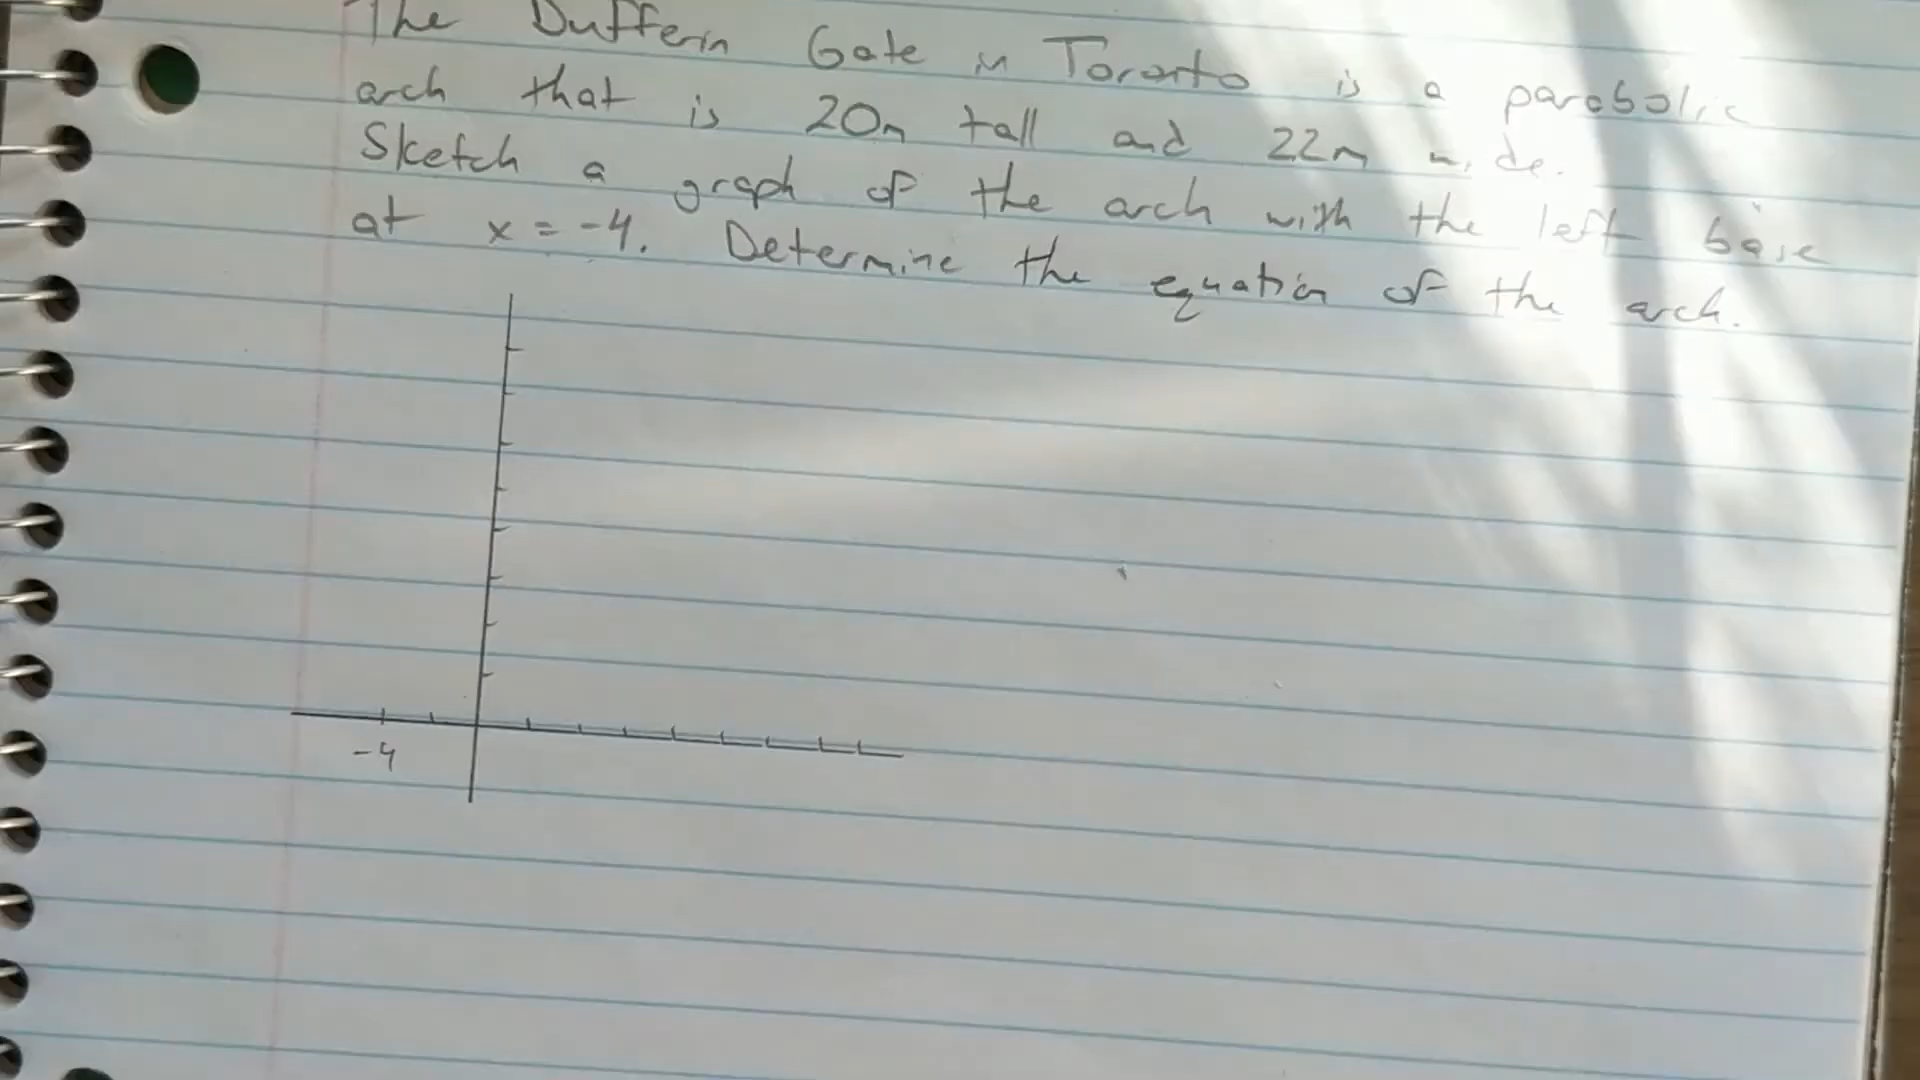 The Dufferin Gate in Toronto is a parabolic
arch that is 20m tall and 22m wide.
Sketch a graph of the arch with the left base
at x = -4. Determine the equation of the arch.
-4